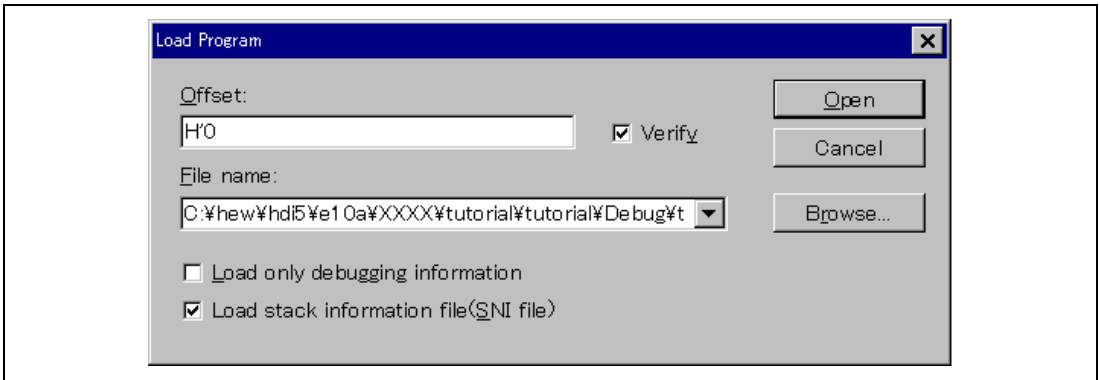 Load Program
Offset:
H'0
Verify
Open
Cancel
File name:
C:¥hew¥hdi5¥e10a¥XXXX¥tutorial¥tutorial¥Debug¥t
Browse...
Load only debugging information
Load stack information file(SNI file)